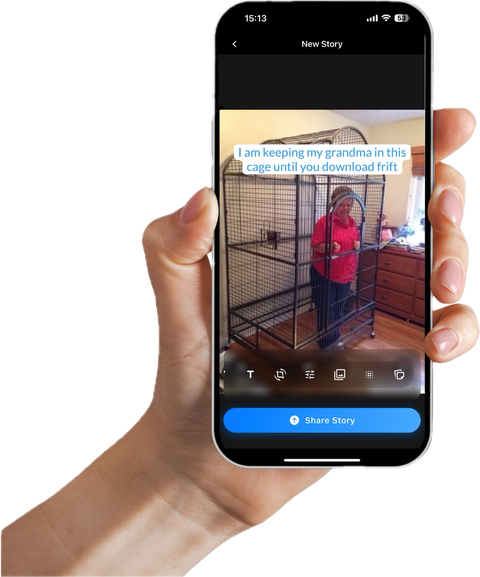 15:13
New Story
I am keeping my grandma in this
cage until you download frift
T
Share Story